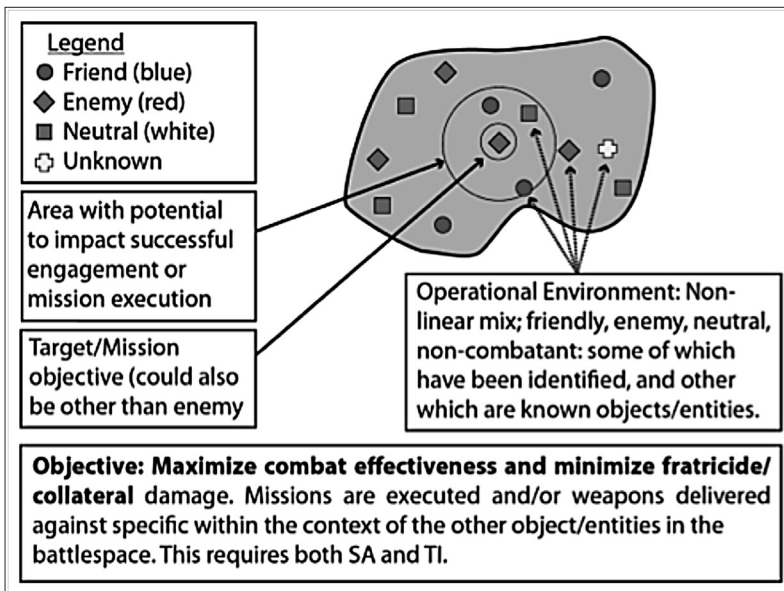 Legend
Friend (blue)
Enemy (red)
Neutral (white)
Unknown
Area with potential
to impact successful
engagement or
mission execution
Target/Mission
objective (could also
be other than enemy
Operational Environment: Non-
linear mix; friendly, enemy, neutral,
non-combatant: some of which
have been identified, and other
which are known objects/entities.
Objective: Maximize combat effectiveness and minimize fratricide/
collateral damage. Missions are executed and/or weapons delivered
against specific within the context of the other object/entities in the
battlespace. This requires both SA and TI.